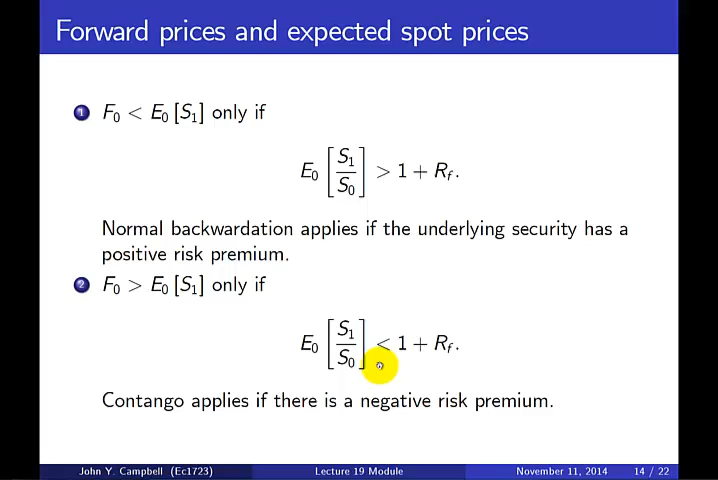 Forward prices and expected spot prices
1 F₀ < E₀ [S₁] only if
E₀ [S₁/S₀] > 1 + R_f.
Normal backwardation applies if the underlying security has a
positive risk premium.
2 F₀ > E₀ [S₁] only if
E₀ [S₁/S₀] < 1 + R_f.
Contango applies if there is a negative risk premium.
John Y. Campbell (Ec1723) Lecture 19 Module November 11, 2014 14 / 22